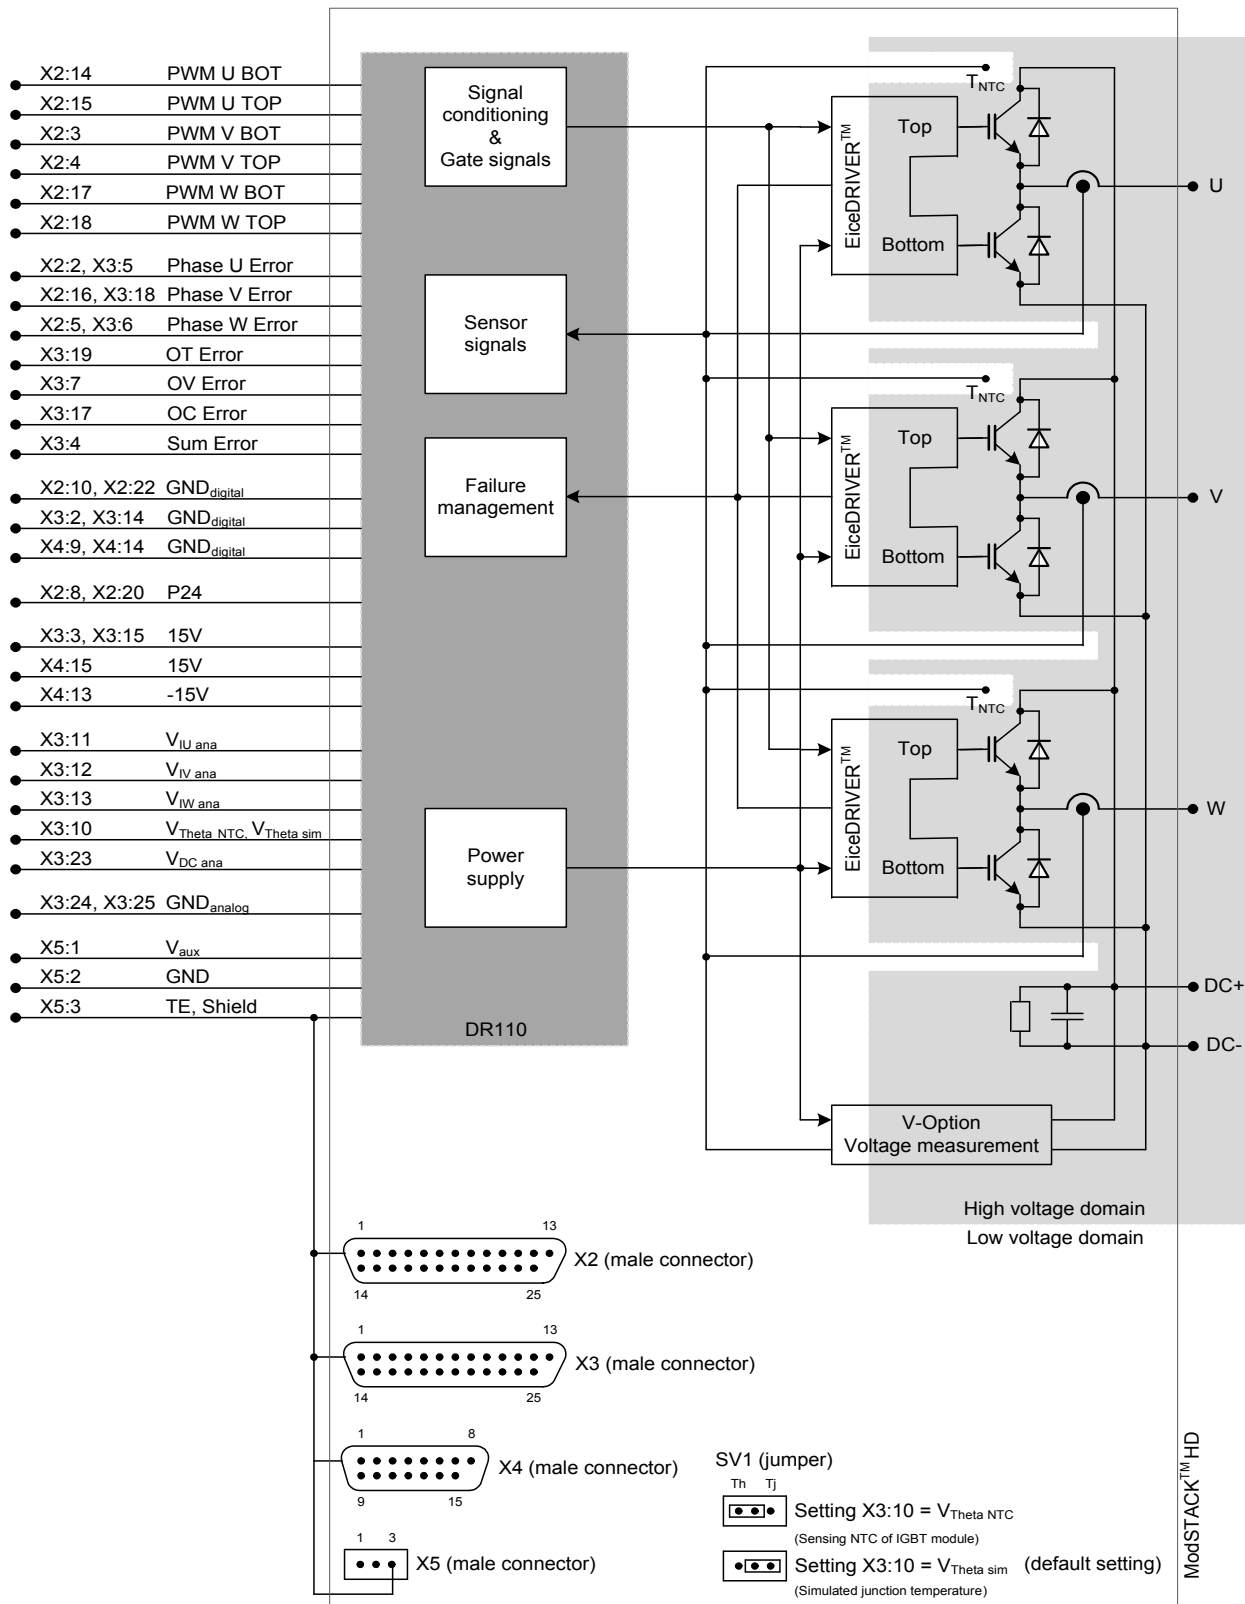 X2:14 PWM U BOT
X2:15 PWM U TOP
X2:3 PWM V BOT
X2:4 PWM V TOP
X2:17 PWM W BOT
X2:18 PWM W TOP
X2:2, X3:5 Phase U Error
X2:16, X3:18 Phase V Error
X2:5, X3:6 Phase W Error
X3:19 OT Error
X3:7 OV Error
X3:17 OC Error
X3:4 Sum Error
X2:10, X2:22 GNDdigital
X3:2, X3:14 GNDdigital
X4:9, X4:14 GNDdigital
X2:8, X2:20 P24
X3:3, X3:15 15V
X4:15 15V
X4:13 -15V
X3:11 VIU ana
X3:12 VIV ana
X3:13 VIW ana
X3:10 VTheta NTC, VTheta sim
X3:23 VDC ana
X3:24, X3:25 GNDanalog
X5:1 Vaux
X5:2 GND
X5:3 TE, Shield
Signal
conditioning
&
Gate signals
Sensor
signals
Failure
management
Power
supply
DR110
TNTC
EiceDRIVER™
Top
Bottom
U
TNTC
EiceDRIVER™
Top
Bottom
V
TNTC
EiceDRIVER™
Top
Bottom
W
DC+
DC-
V-Option
Voltage measurement
High voltage domain
Low voltage domain
1 13
X2 (male connector)
14 25
1 13
X3 (male connector)
14 25
1 8
X4 (male connector)
9 15
1 3
X5 (male connector)
SV1 (jumper)
Th Tj
Setting X3:10 = VTheta NTC
(Sensing NTC of IGBT module)
Setting X3:10 = VTheta sim (default setting)
(Simulated junction temperature)
ModSTACK™ HD